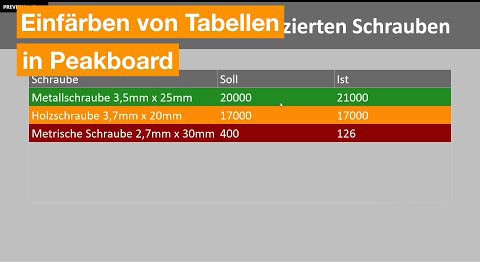 PREVI
Einfärben von Tabellen
zierten Schrauben
in Peakboard
Schraube Soll Ist
Metallschraube 3,5mm x 25mm 20000 21000
Holzschraube 3,7mm x 20mm 17000 17000
Metrische Schraube 2,7mm x 30mm 400 126